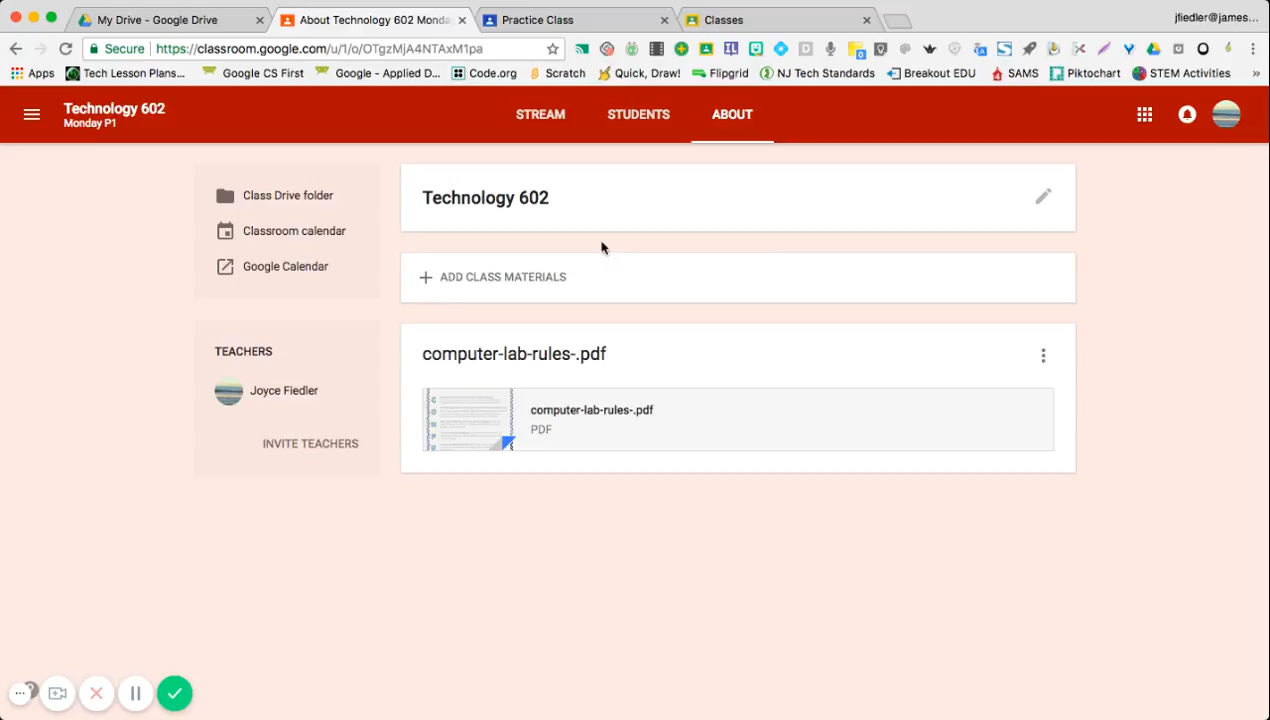 My Drive - Google Drive
About Technology 602 Monda
Practice Class
Classes
jfiedler@james...
Secure
https://classroom.google.com/u/1/o/OTgzMjA4NTAxM1pa
Apps
Tech Lesson Plans...
Google CS First
Google - Applied D...
Code.org
Scratch
Quick, Draw!
Flipgrid
NJ Tech Standards
Breakout EDU
SAMS
Piktochart
STEM Activities
»
Technology 602
Monday P1
STREAM
STUDENTS
ABOUT
Class Drive folder
Classroom calendar
Google Calendar
TEACHERS
Joyce Fiedler
INVITE TEACHERS
Technology 602
ADD CLASS MATERIALS
computer-lab-rules-.pdf
computer-lab-rules-.pdf
PDF